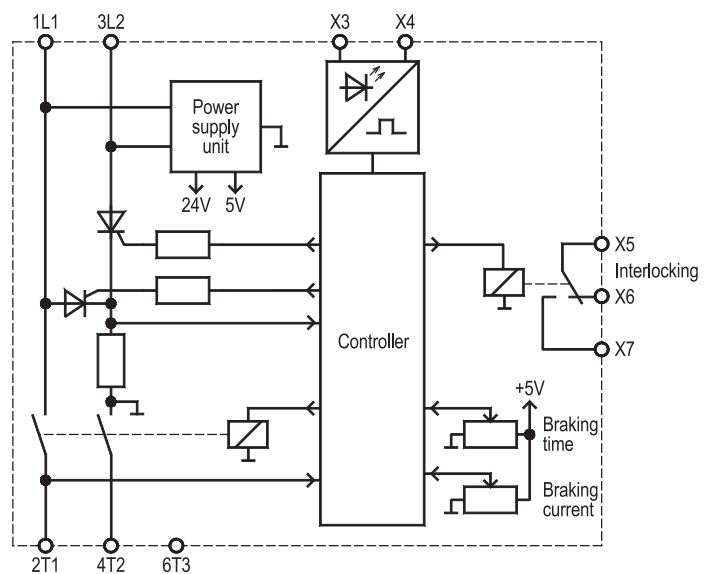 1L1
3L2
X3
X4
Power
supply
unit
24V
5V
Controller
X5
Interlocking
X6
X7
+5V
Braking
time
Braking
current
2T1
4T2
6T3